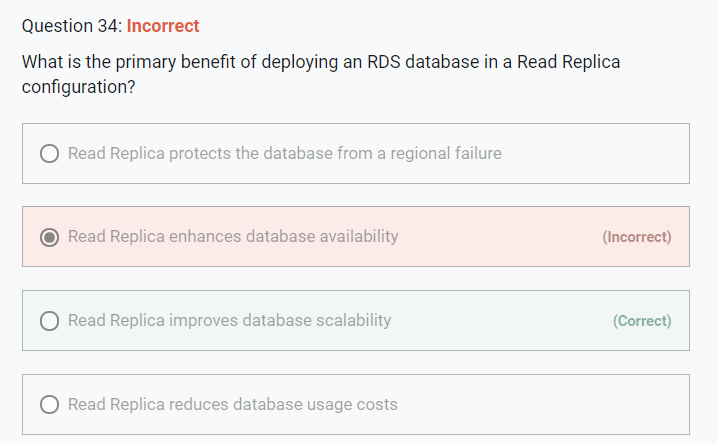 Question 34: Incorrect
What is the primary benefit of deploying an RDS database in a Read Replica
configuration?
Read Replica protects the database from a regional failure
Read Replica enhances database availability (Incorrect)
Read Replica improves database scalability (Correct)
Read Replica reduces database usage costs